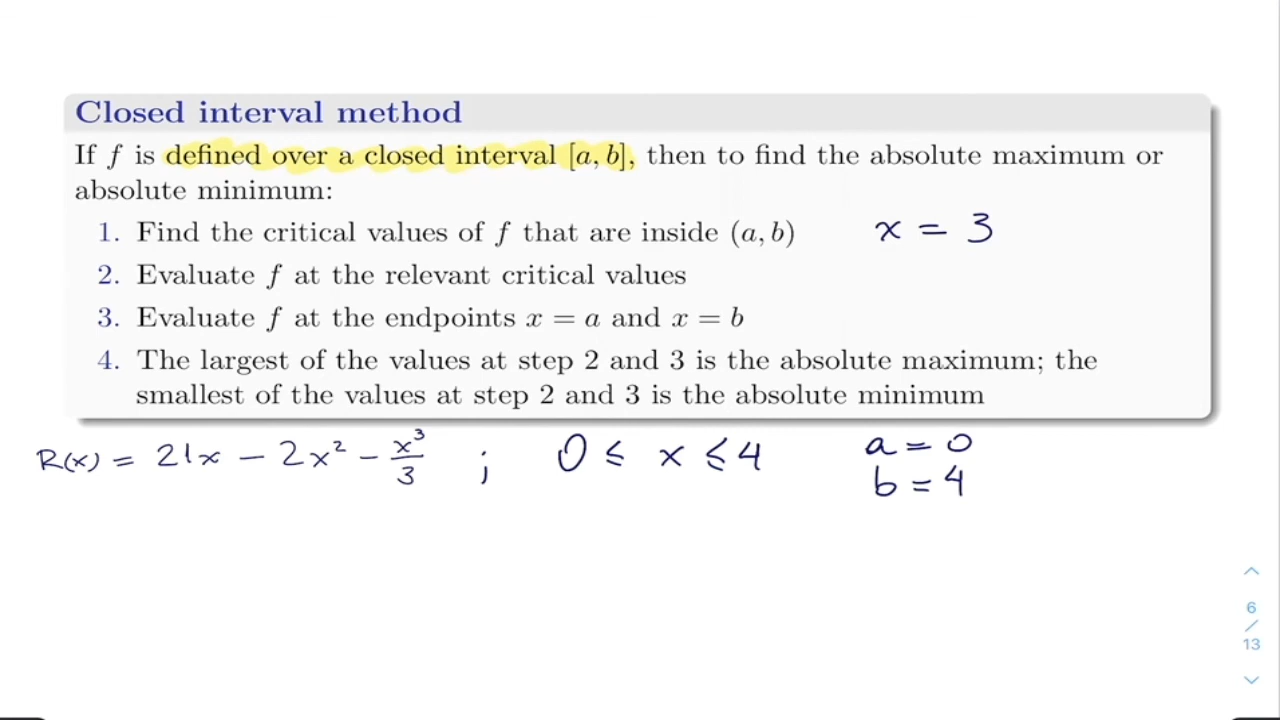 Closed interval method
If f is defined over a closed interval [a, b], then to find the absolute maximum or
absolute minimum:
1. Find the critical values of f that are inside (a, b)
x = 3
2. Evaluate f at the relevant critical values
3. Evaluate f at the endpoints x = a and x = b
4. The largest of the values at step 2 and 3 is the absolute maximum; the
smallest of the values at step 2 and 3 is the absolute minimum
R(x) = 21x − 2x² − x³/3 ; 0 ≤ x ≤ 4
a = 0
b = 4
6
/
13